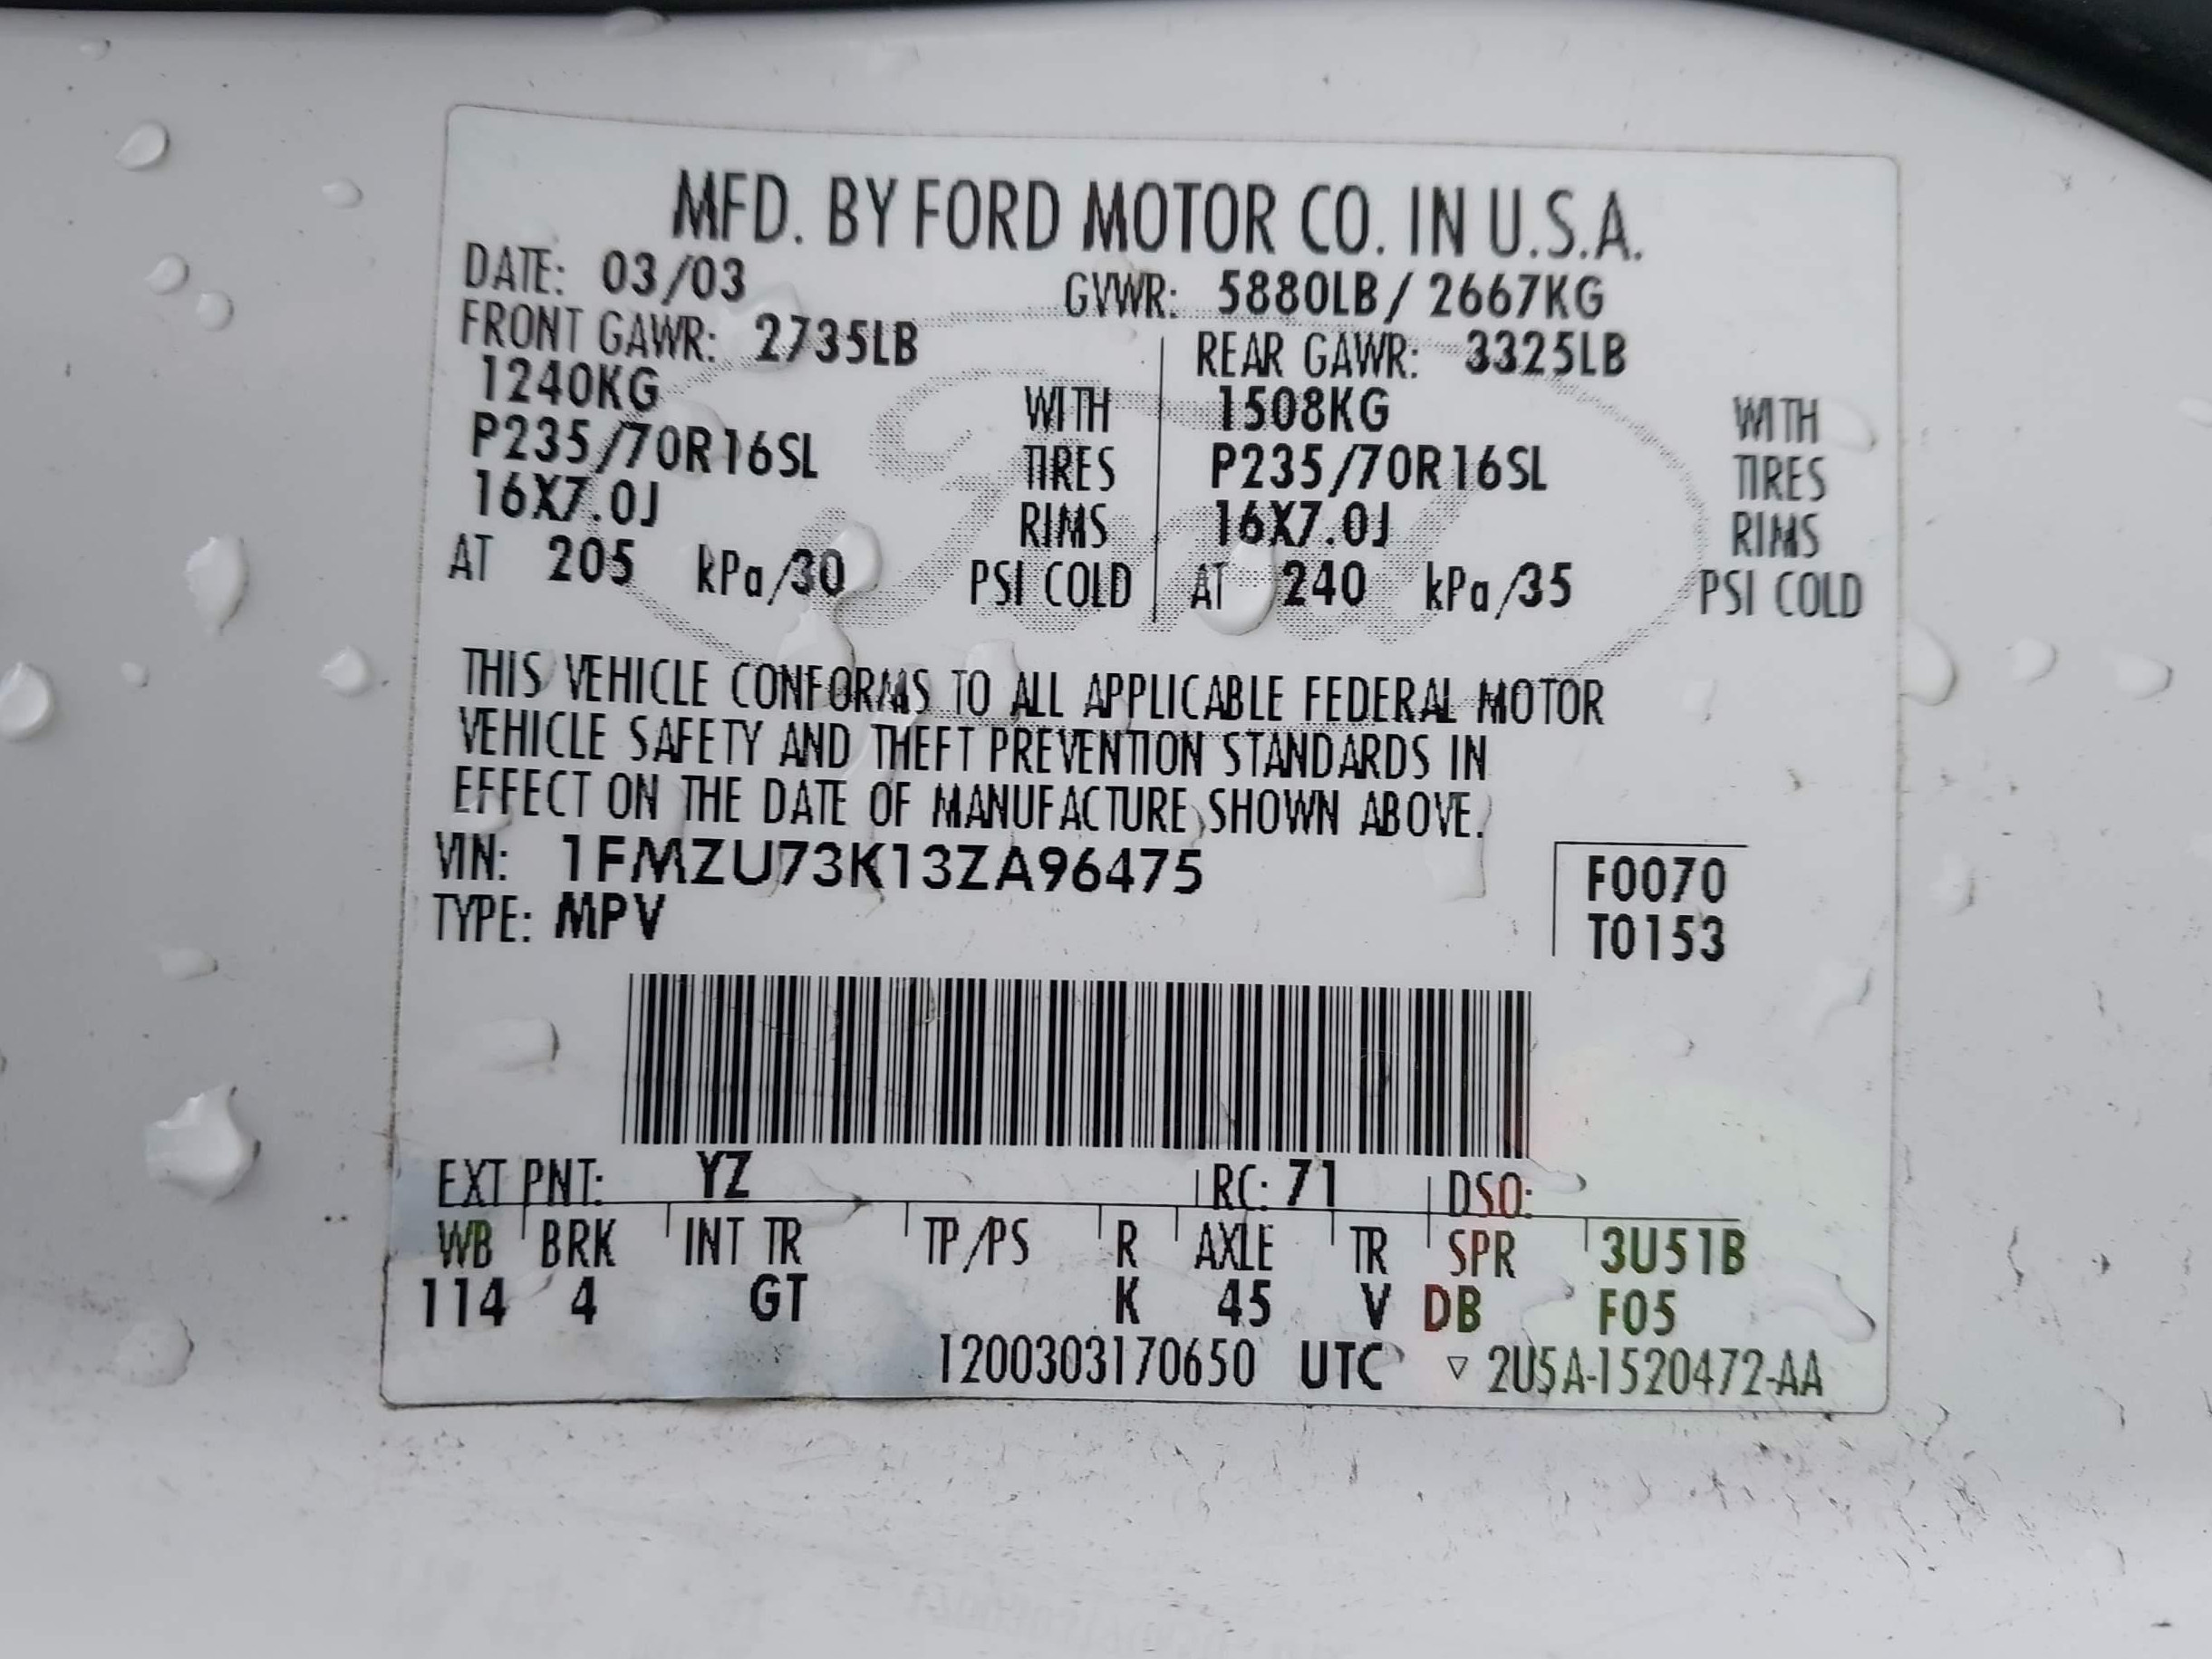 MFD. BY FORD MOTOR CO. IN U.S.A.
DATE: 03/03 GVWR: 5880LB/2667KG
FRONT GAWR: 2735LB REAR GAWR: 3325LB
1240KG WITH 1508KG WITH
P235/70R16SL TIRES P235/70R16SL TIRES
16X7.0J RIMS 16X7.0J RIMS
AT 205 kPa/30 PSI COLD AT 240 kPa/35 PSI COLD
Ford
THIS VEHICLE CONFORMS TO ALL APPLICABLE FEDERAL MOTOR
VEHICLE SAFETY AND THEFT PREVENTION STANDARDS IN
EFFECT ON THE DATE OF MANUFACTURE SHOWN ABOVE.
VIN: 1FMZU73K13ZA96475 F0070
TYPE: MPV T0153
EXT PNT: YZ RC: 71 DSO:
WB BRK INT TR TP/PS R AXLE TR SPR 3U51B
114 4 GT K 45 V DB F05
1200303170650 UTC ▽ 2U5A-1520472-AA